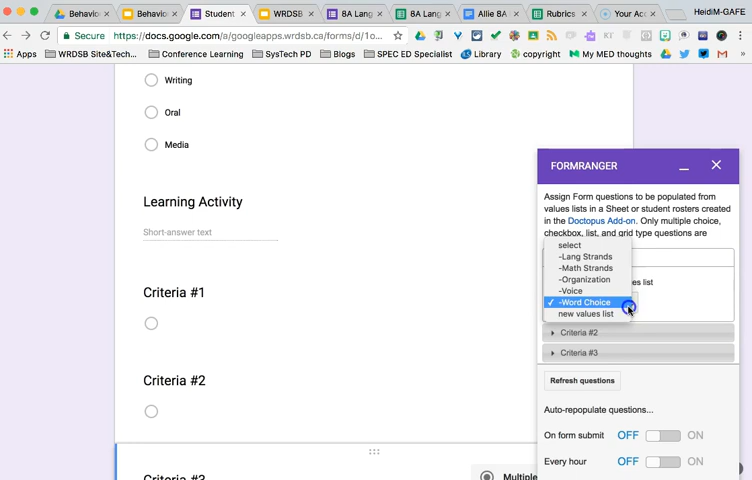 Behavio
Behavio
Student
WRDSB
8A Lang
8A Lang
Allie 8A
Rubrics
Your Ac
HeidiM-GAFE
Secure
https://docs.google.com/a/googleapps.wrdsb.ca/forms/d/1o...
Apps
WRDSB Site&Tech...
Conference Learning
SysTech PD
Blogs
SPEC ED Specialist
Library
copyright
My MED thoughts
»
Writing
Oral
Media
Learning Activity
Short-answer text
Criteria #1
Criteria #2
Criteria #3
Multiple
FORMRANGER
Assign Form questions to be populated from
values lists in a Sheet or student rosters created
in the Doctopus Add-on. Only multiple choice,
checkbox, list, and grid type questions are
select
-Lang Strands
-Math Strands
-Organization
-Voice
✓ -Word Choice
new values list
es list
Criteria #2
Criteria #3
Refresh questions
Auto-repopulate questions...
On form submit OFF ON
Every hour OFF ON